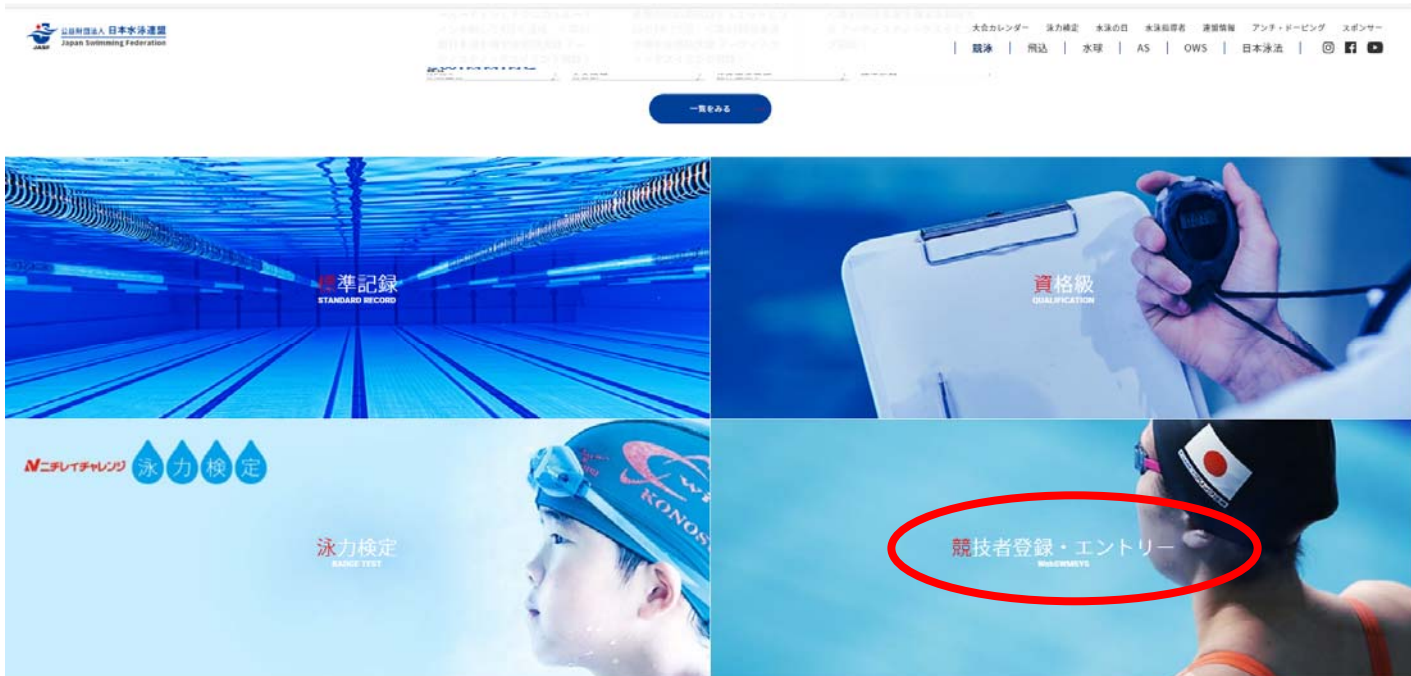 公益財団法人 日本水泳連盟
Japan Swimming Federation
JASF
大会カレンダー 泳力検定 水泳の日 水泳指導者 連盟情報 アンチ・ドーピング スポンサー
競泳 飛込 水球 AS OWS 日本泳法
一覧をみる
標準記録
STANDARD RECORD
資格級
QUALIFICATION
ニチレイチャレンジ 泳力検定
泳力検定
BADGE TEST
KONOS
競技者登録・エントリー
WebSWMSYS